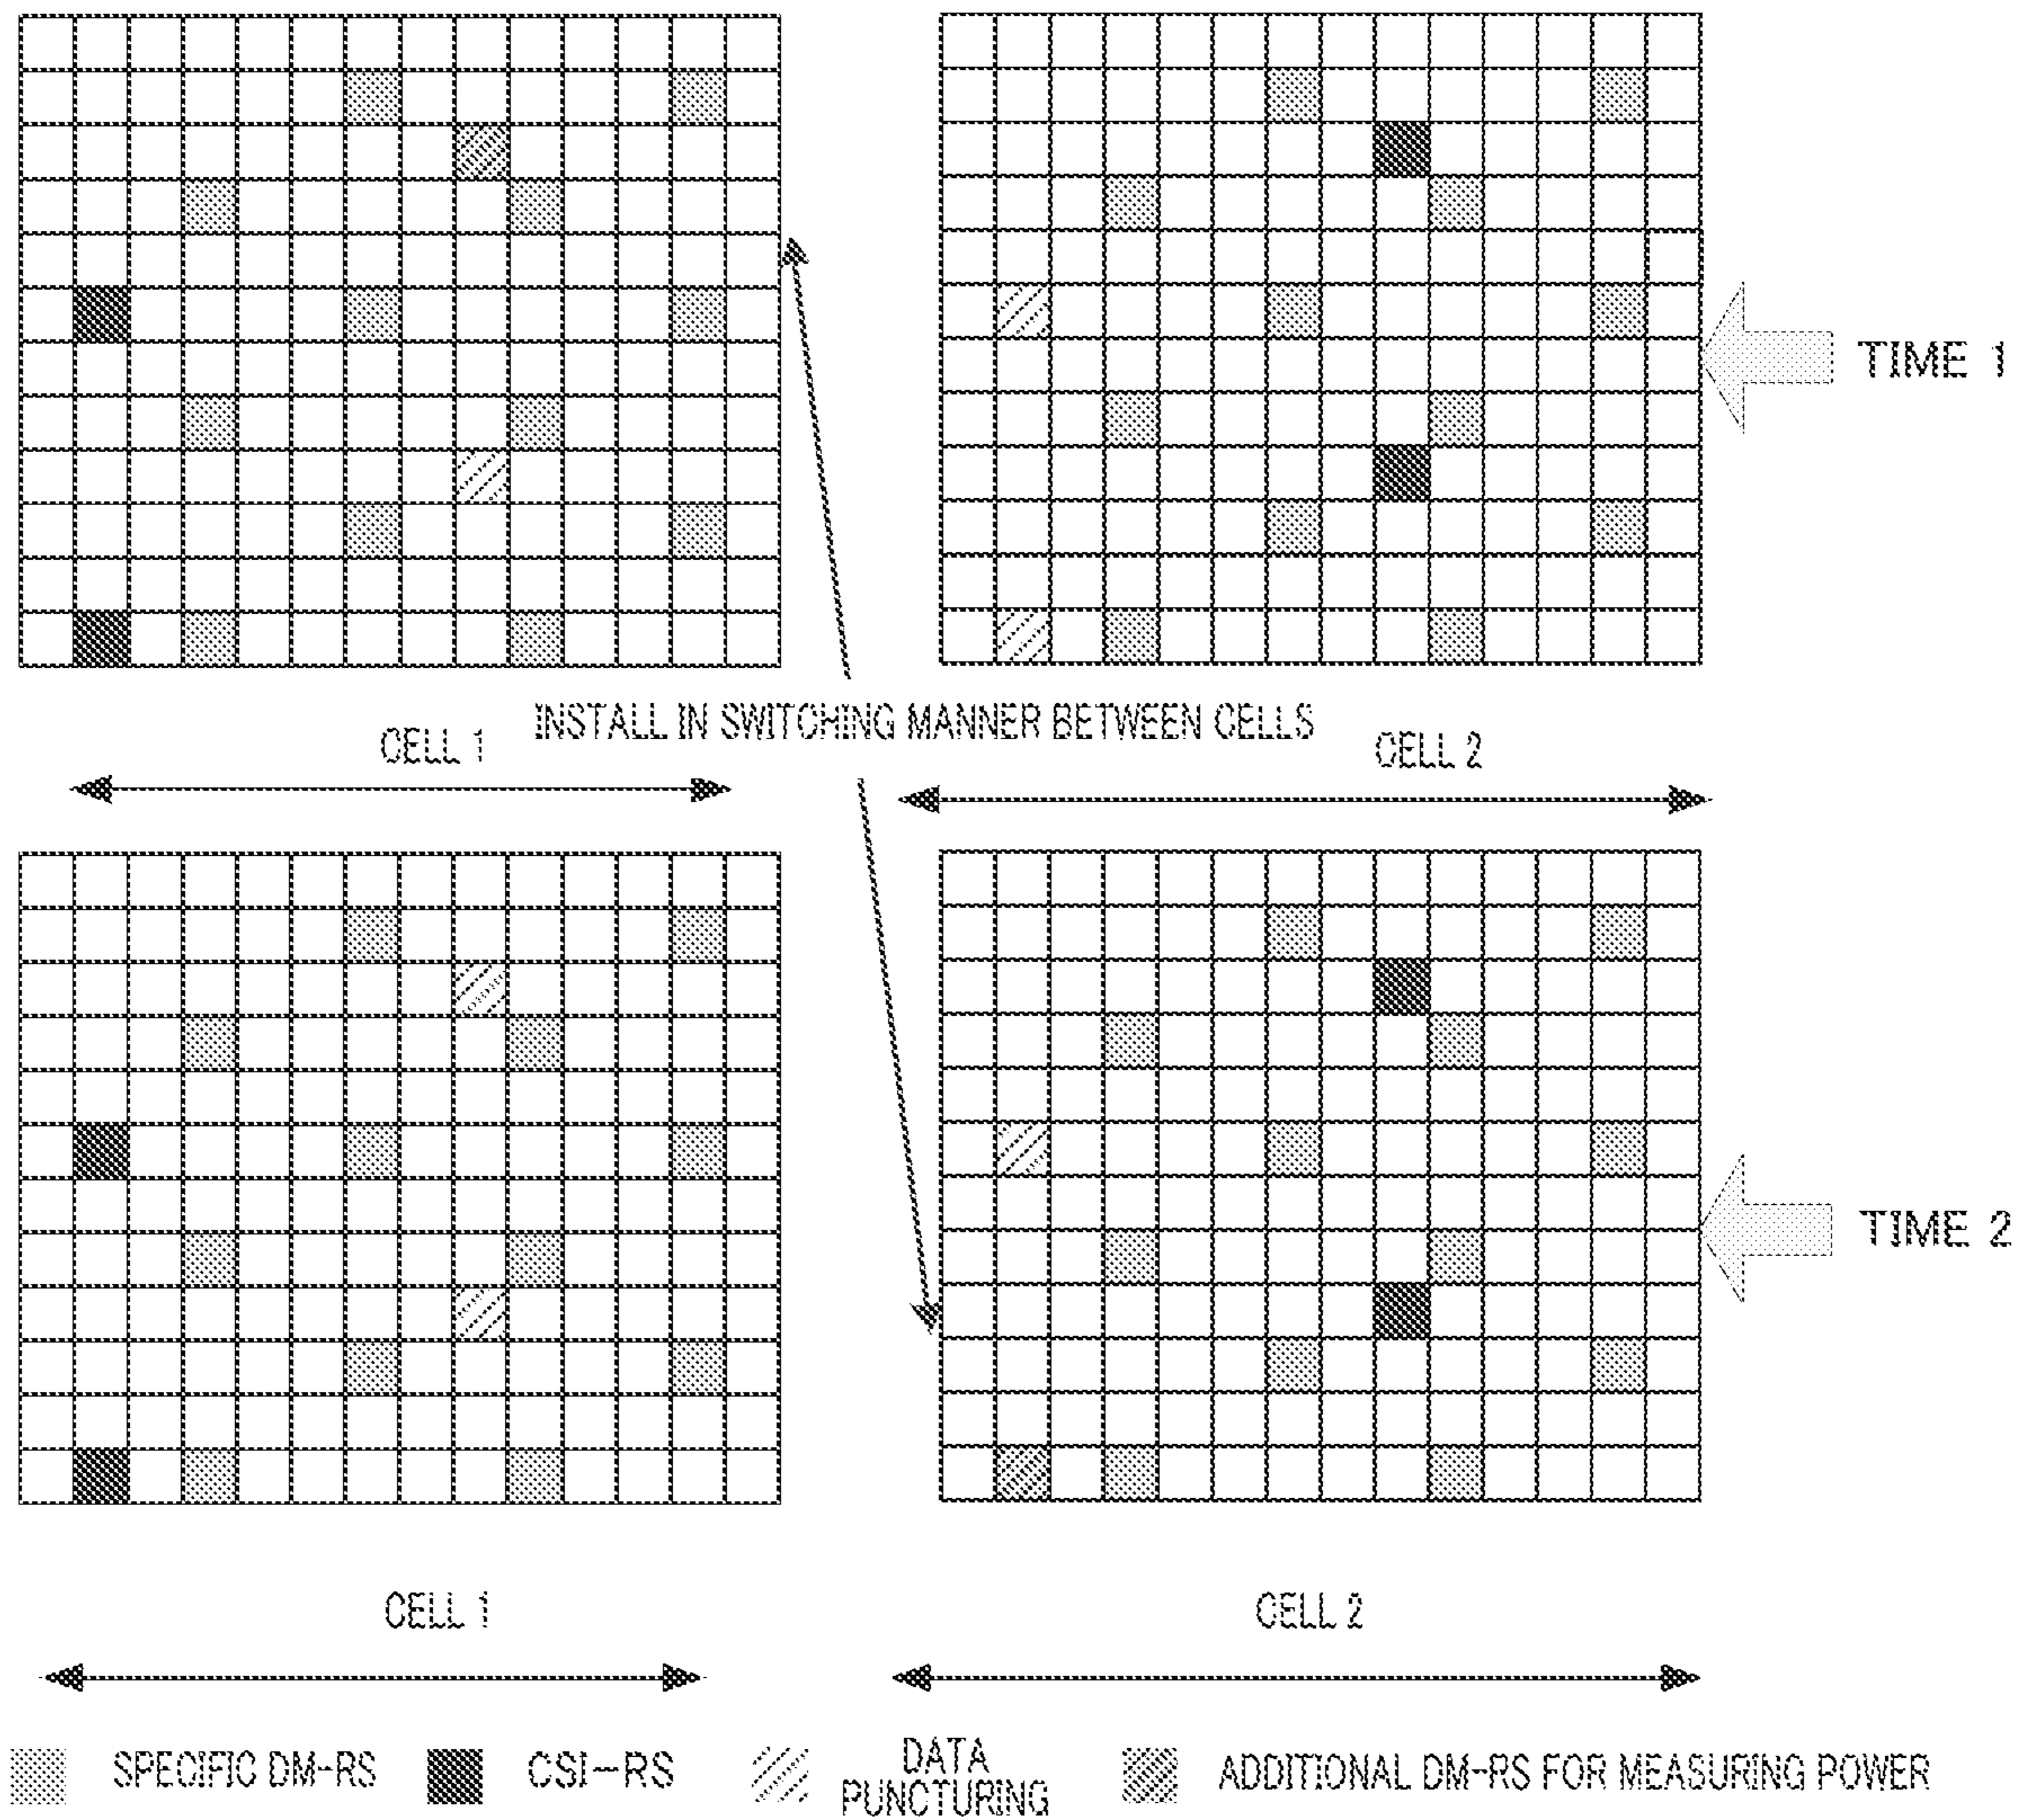 TIME 1
INSTALL IN SWITCHING MANNER BETWEEN CELLS
CELL 1
CELL 2
TIME 2
CELL 1
CELL 2
SPECIFIC DM-RS
CSI-RS
DATA
PUNCTURING
ADDITIONAL DM-RS FOR MEASURING POWER